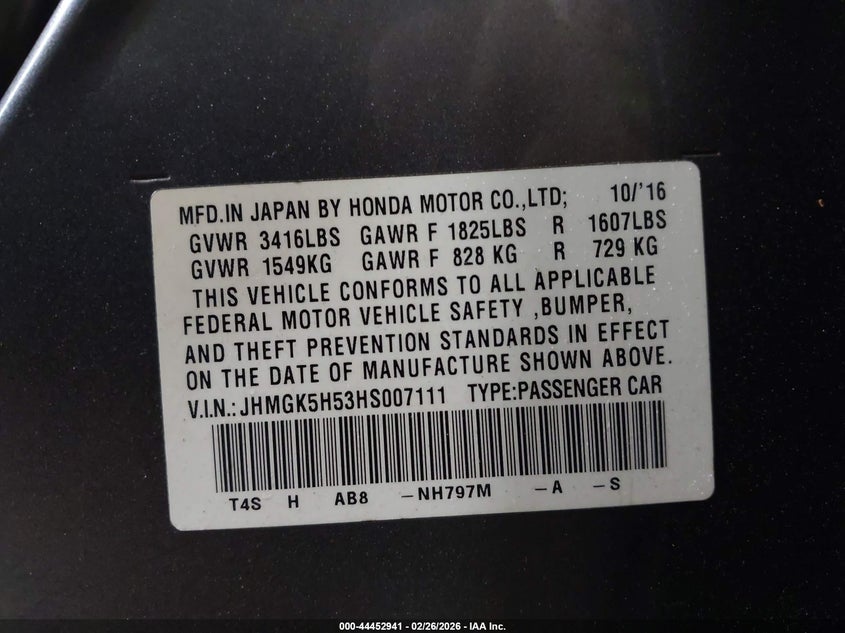 MFD.IN JAPAN BY HONDA MOTOR CO.,LTD; 10/'16
GVWR 3416LBS GAWR F 1825LBS R 1607LBS
GVWR 1549KG GAWR F 828 KG R 729 KG
THIS VEHICLE CONFORMS TO ALL APPLICABLE
FEDERAL MOTOR VEHICLE SAFETY ,BUMPER,
AND THEFT PREVENTION STANDARDS IN EFFECT
ON THE DATE OF MANUFACTURE SHOWN ABOVE.
V.I.N.: JHMGK5H53HS007111 TYPE:PASSENGER CAR
T4S H AB8 -NH797M -A -S
000-44452941 - 02/26/2026 - IAA Inc.